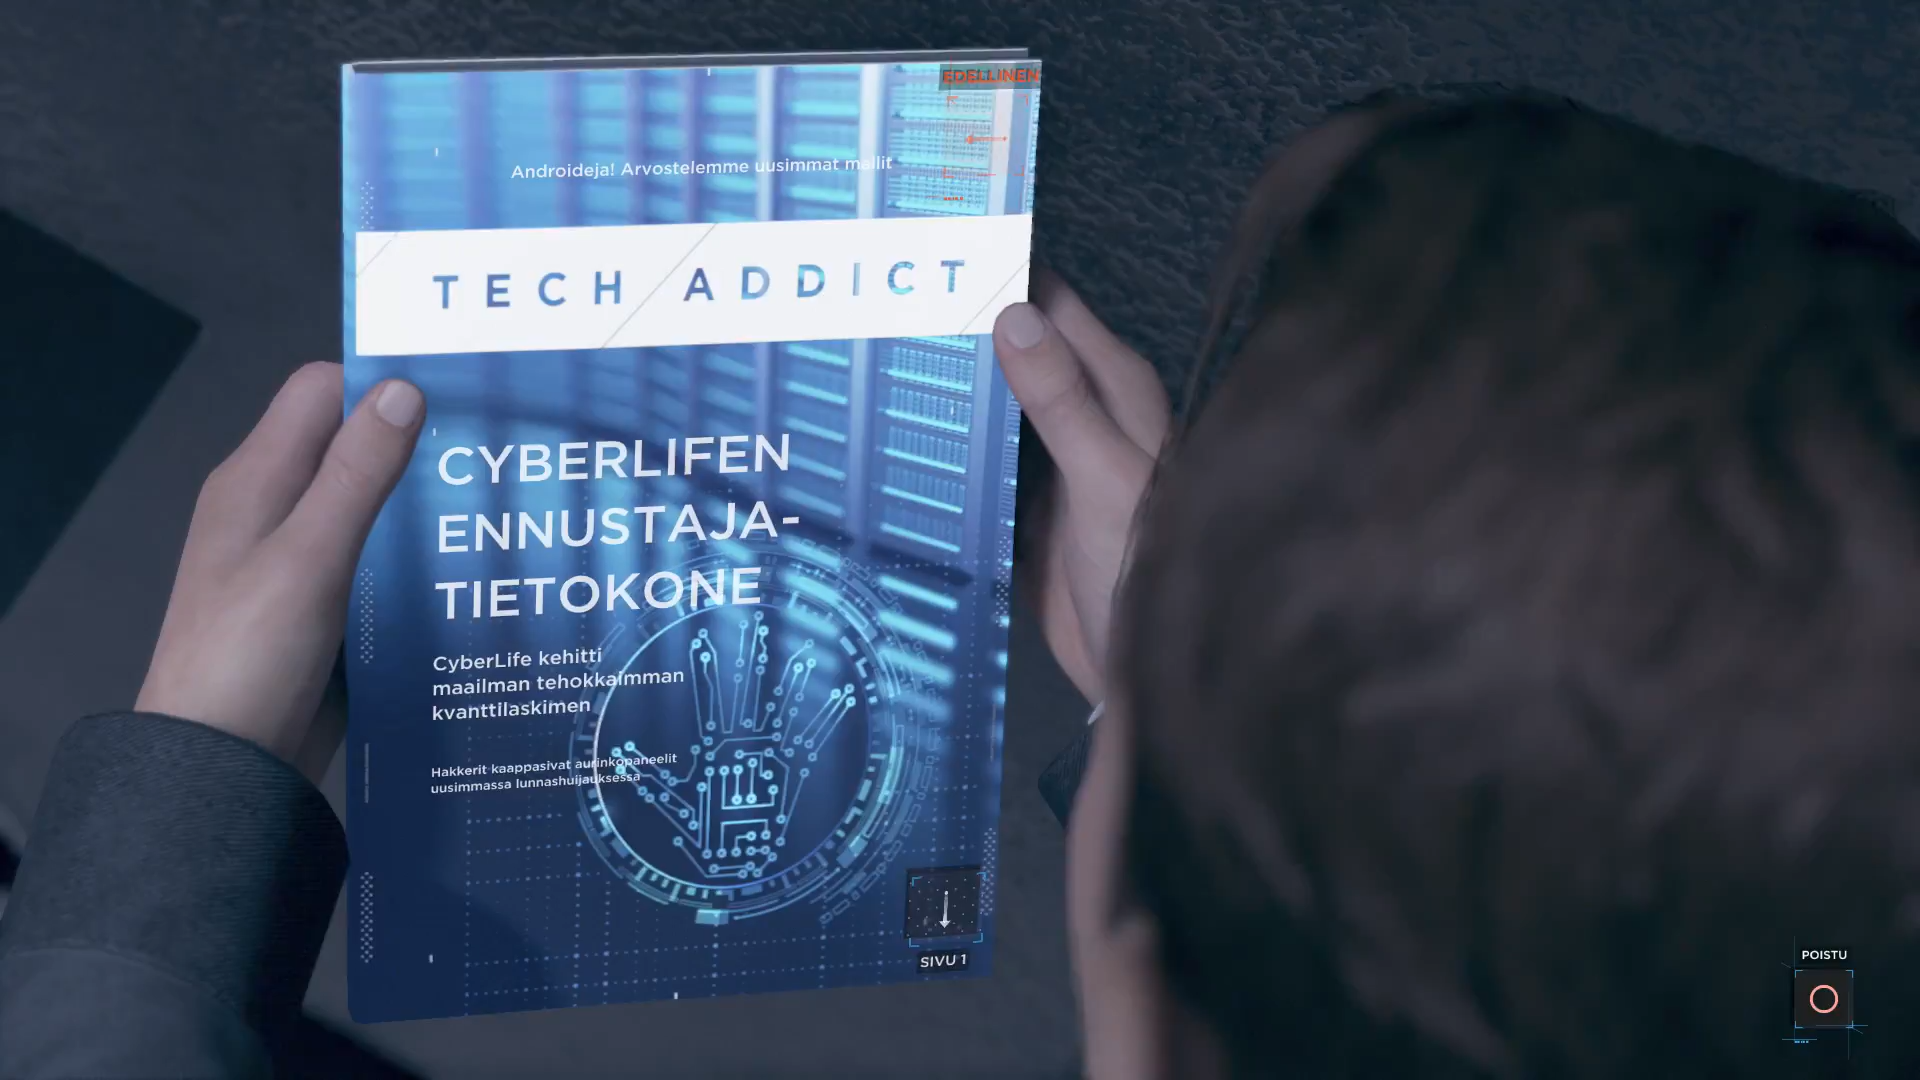 EDELLINEN
Androideja! Arvostelemme uusimmat mallit
TECH ADDICT
CYBERLIFEN
ENNUSTAJA-
TIETOKONE
CyberLife kehitti
maailman tehokkaimman
kvanttilaskimen
Hakkerit kaappasivat aurinkopaneelit
uusimmassa lunnashuijauksessa
SIVU 1
POISTU